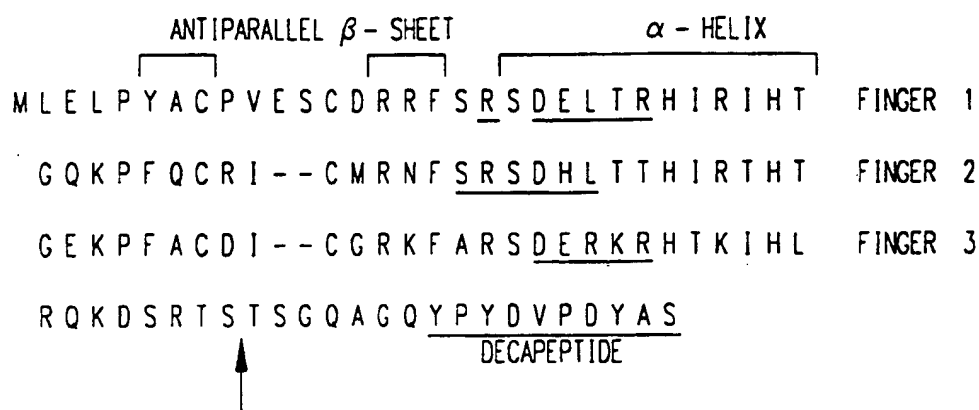 ANTIPARALLEL β - SHEET α - HELIX
M L E L P Y A C P V E S C D R R F S R S D E L T R H I R I H T FINGER 1
G Q K P F Q C R I - - C M R N F S R S D H L T T H I R T H T FINGER 2
G E K P F A C D I - - C G R K F A R S D E R K R H T K I H L FINGER 3
R Q K D S R T S T S G Q A G Q Y P Y D V P D Y A S
DECAPEPTIDE